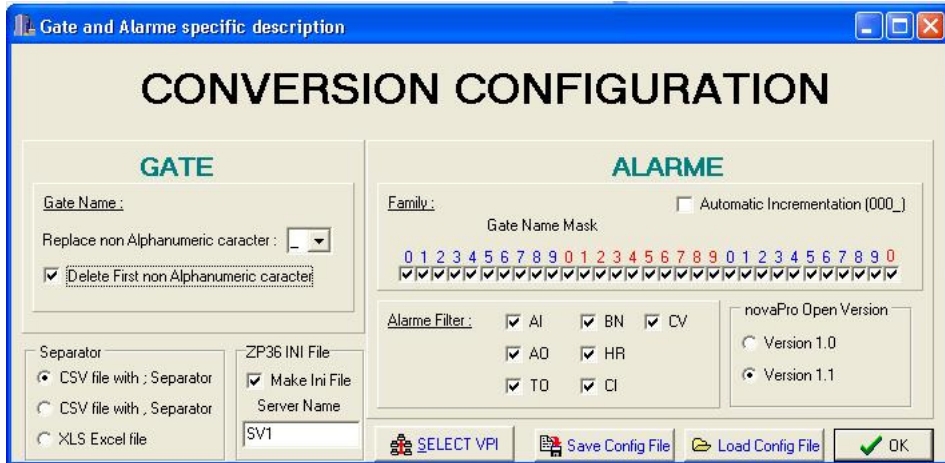 Gate and Alarme specific description
CONVERSION CONFIGURATION
GATE
Gate Name :
Replace non Alphanumeric caracter : _
Delete First non Alphanumeric caracter
ALARME
Family :
Automatic Incrementation (000_)
Gate Name Mask
0 1 2 3 4 5 6 7 8 9 0 1 2 3 4 5 6 7 8 9 0 1 2 3 4 5 6 7 8 9 0
Alarme Filter :
AI BN CV
AO HR
TO CI
novaPro Open Version
Version 1.0
Version 1.1
Separator
CSV file with ; Separator
CSV file with , Separator
XLS Excel file
ZP36 INI File
Make Ini File
Server Name
SV1
SELECT VPI
Save Config File
Load Config File
OK